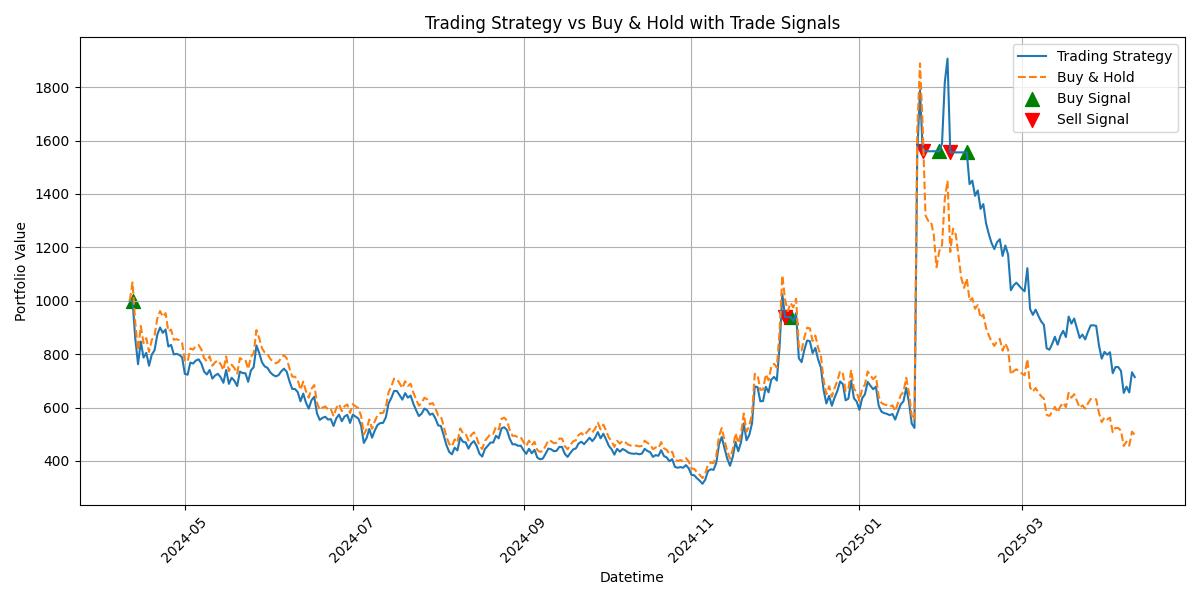 Trading Strategy vs Buy & Hold with Trade Signals
Trading Strategy
Buy & Hold
Buy Signal
Sell Signal
Portfolio Value
1800
1600
1400
1200
1000
800
600
400
2024-05
2024-07
2024-09
2024-11
2025-01
2025-03
Datetime